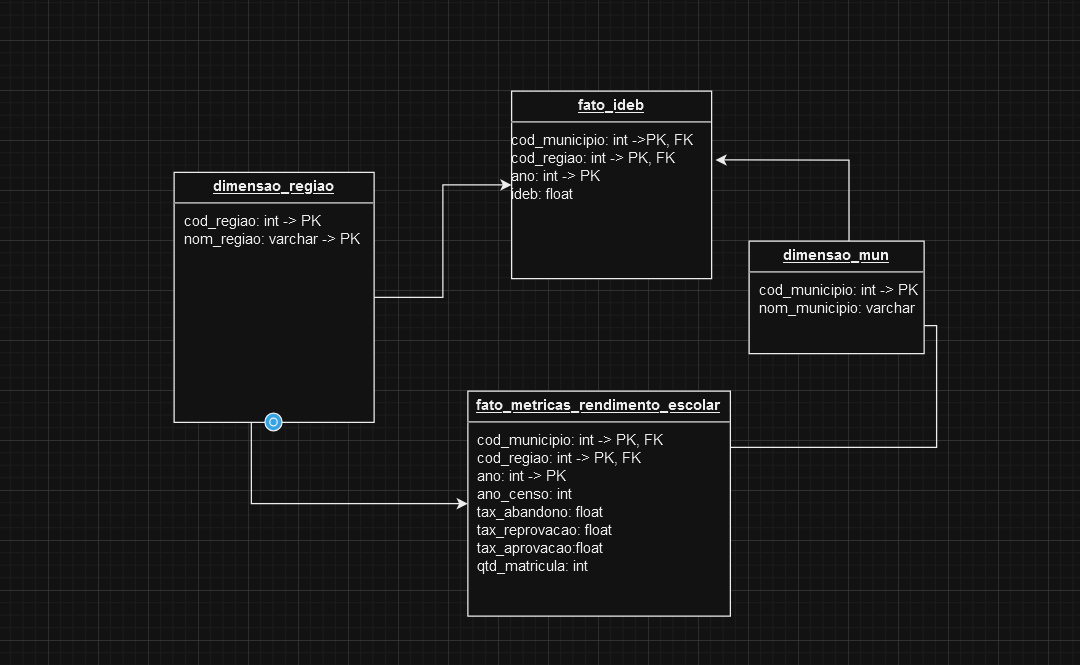 fato_ideb
cod_municipio: int ->PK, FK
cod_regiao: int -> PK, FK
ano: int -> PK
ideb: float
dimensao_regiao
cod_regiao: int -> PK
nom_regiao: varchar -> PK
dimensao_mun
cod_municipio: int -> PK
nom_municipio: varchar
fato_metricas_rendimento_escolar
cod_municipio: int -> PK, FK
cod_regiao: int -> PK, FK
ano: int -> PK
ano_censo: int
tax_abandono: float
tax_reprovacao: float
tax_aprovacao:float
qtd_matricula: int